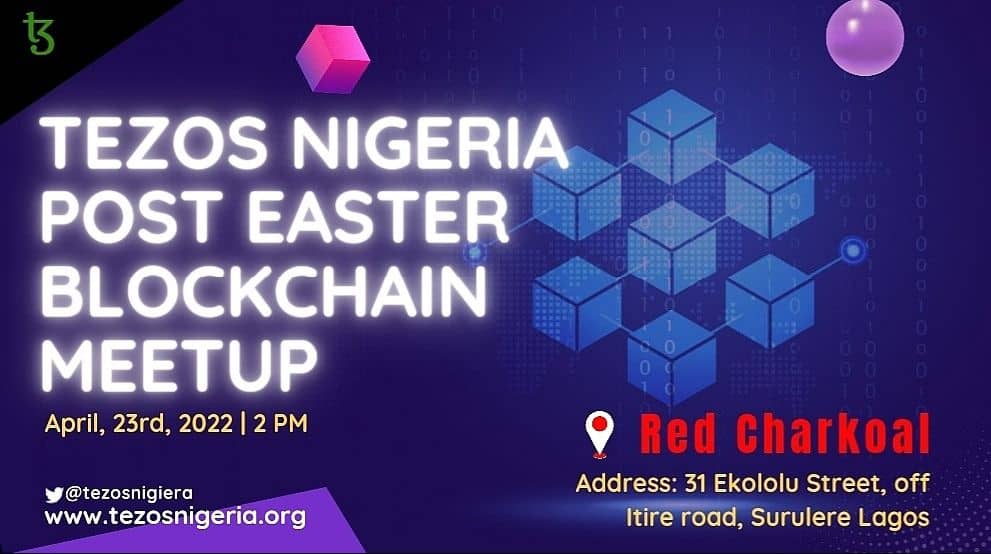 TEZOS NIGERIA
POST EASTER
BLOCKCHAIN
MEETUP
April, 23rd, 2022 | 2 PM
@tezosnigiera
www.tezosnigeria.org
Red Charkoal
Address: 31 Ekololu Street, off
Itire road, Surulere Lagos